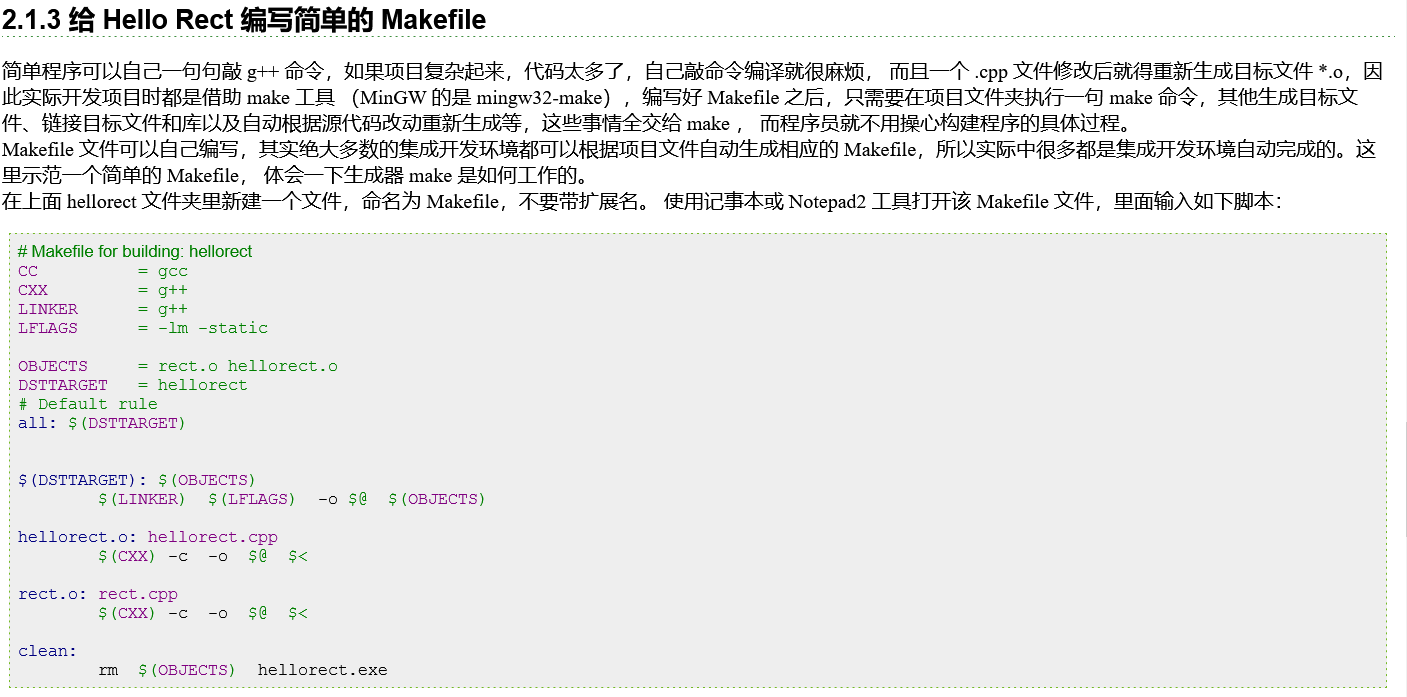 2.1.3 给 Hello Rect 编写简单的 Makefile
简单程序可以自己一句句敲 g++ 命令，如果项目复杂起来，代码太多了，自己敲命令编译就很麻烦， 而且一个 .cpp 文件修改后就得重新生成目标文件 *.o，因
此实际开发项目时都是借助 make 工具 （MinGW 的是 mingw32-make），编写好 Makefile 之后，只需要在项目文件夹执行一句 make 命令，其他生成目标文
件、链接目标文件和库以及自动根据源代码改动重新生成等，这些事情全交给 make ， 而程序员就不用操心构建程序的具体过程。
Makefile 文件可以自己编写，其实绝大多数的集成开发环境都可以根据项目文件自动生成相应的 Makefile，所以实际中很多都是集成开发环境自动完成的。这
里示范一个简单的 Makefile， 体会一下生成器 make 是如何工作的。
在上面 hellorect 文件夹里新建一个文件，命名为 Makefile，不要带扩展名。 使用记事本或 Notepad2 工具打开该 Makefile 文件，里面输入如下脚本：
# Makefile for building: hellorect
CC          = gcc
CXX         = g++
LINKER      = g++
LFLAGS      = -lm -static
OBJECTS     = rect.o hellorect.o
DSTTARGET   = hellorect
# Default rule
all: $(DSTTARGET)
$(DSTTARGET): $(OBJECTS)
        $(LINKER)  $(LFLAGS)  -o $@  $(OBJECTS)
hellorect.o: hellorect.cpp
        $(CXX) -c  -o  $@  $<
rect.o: rect.cpp
        $(CXX) -c  -o  $@  $<
clean:
        rm  $(OBJECTS)  hellorect.exe